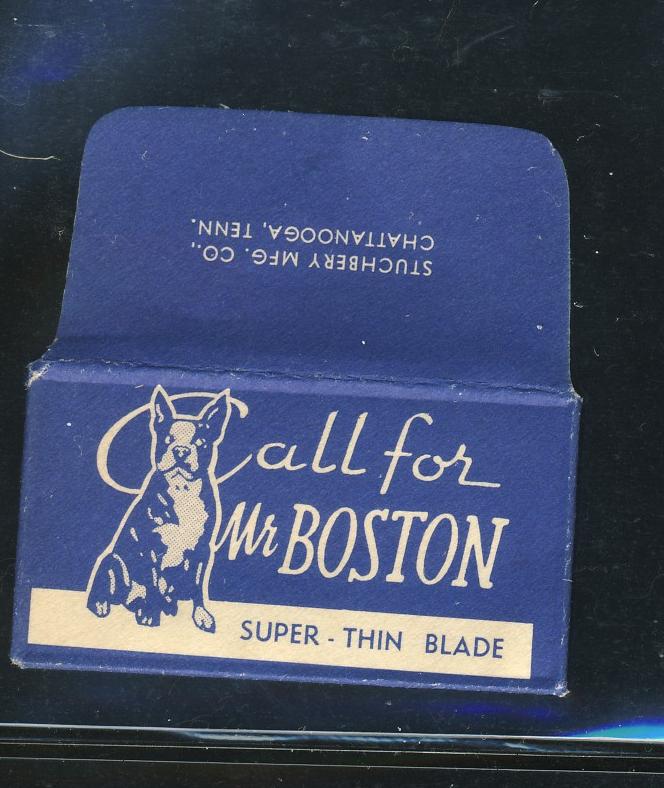 STUCHBERY MFG. CO.,
CHATTANOOGA, TENN.
Call for
Mr BOSTON
SUPER - THIN BLADE